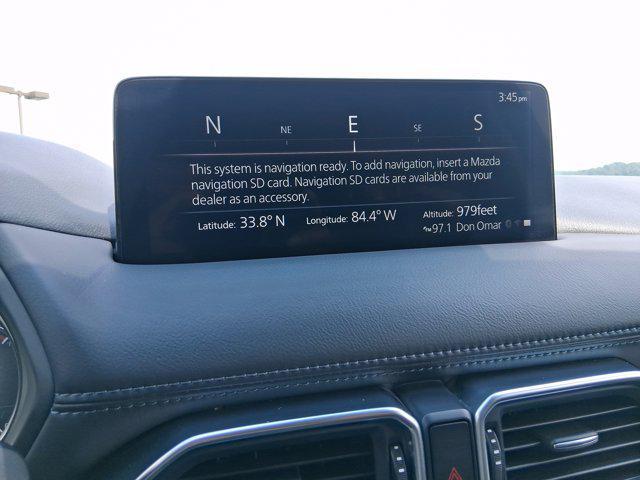 3:45pm
N NE E SE S
This system is navigation ready. To add navigation, insert a Mazda
navigation SD card. Navigation SD cards are available from your
dealer as an accessory.
Latitude: 33.8° N Longitude: 84.4° W Altitude: 979feet
97.1 Don Omar